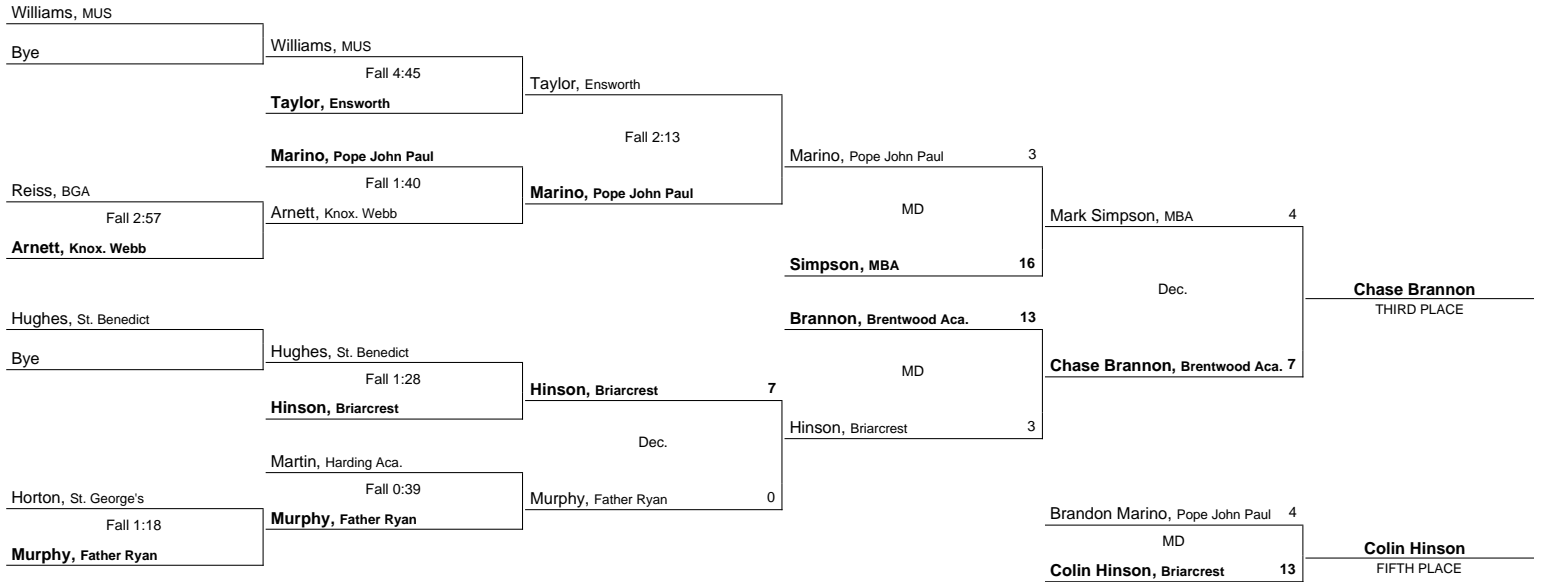 Williams, MUS
Bye
Williams, MUS
Fall 4:45
Taylor, Ensworth
Taylor, Ensworth
Fall 2:13
Marino, Pope John Paul
Marino, Pope John Paul
Fall 1:40
Arnett, Knox. Webb
Reiss, BGA
Fall 2:57
Arnett, Knox. Webb
Marino, Pope John Paul 3
MD
Simpson, MBA 16
Mark Simpson, MBA 4
Dec.
Chase Brannon, Brentwood Aca. 7
Chase Brannon
THIRD PLACE
Brannon, Brentwood Aca. 13
MD
Hinson, Briarcrest 3
Hughes, St. Benedict
Bye
Hughes, St. Benedict
Fall 1:28
Hinson, Briarcrest
Hinson, Briarcrest 7
Dec.
Murphy, Father Ryan 0
Martin, Harding Aca.
Fall 0:39
Murphy, Father Ryan
Horton, St. George's
Fall 1:18
Murphy, Father Ryan
Brandon Marino, Pope John Paul 4
MD
Colin Hinson, Briarcrest 13
Colin Hinson
FIFTH PLACE